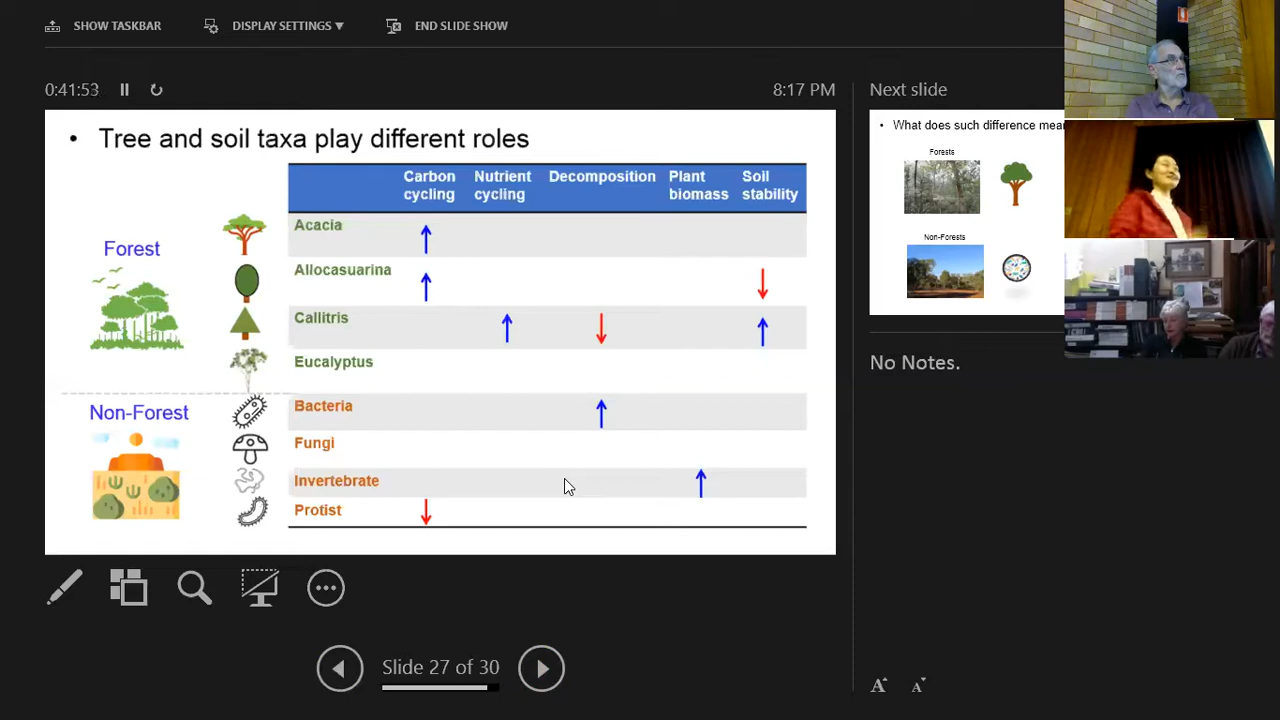 SHOW TASKBAR
DISPLAY SETTINGS ▼
END SLIDE SHOW
0:41:53
8:17 PM
• Tree and soil taxa play different roles
Carbon cycling
Nutrient cycling
Decomposition
Plant biomass
Soil stability
Forest
Acacia
Allocasuarina
Callitris
Eucalyptus
Non-Forest
Bacteria
Fungi
Invertebrate
Protist
Slide 27 of 30
Next slide
• What does such difference mean
Forests
Non-Forests
No Notes.
A
A